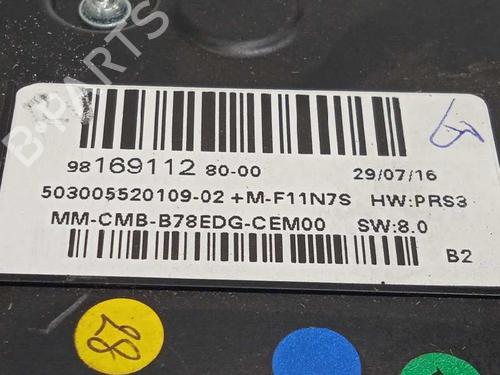 98169112 80-00 29/07/16
503005520109-02 +M-F11N7S HW:PRS3
MM-CMB-B78EDG-CEM00 SW:8.0
B2
28
B-PARTS